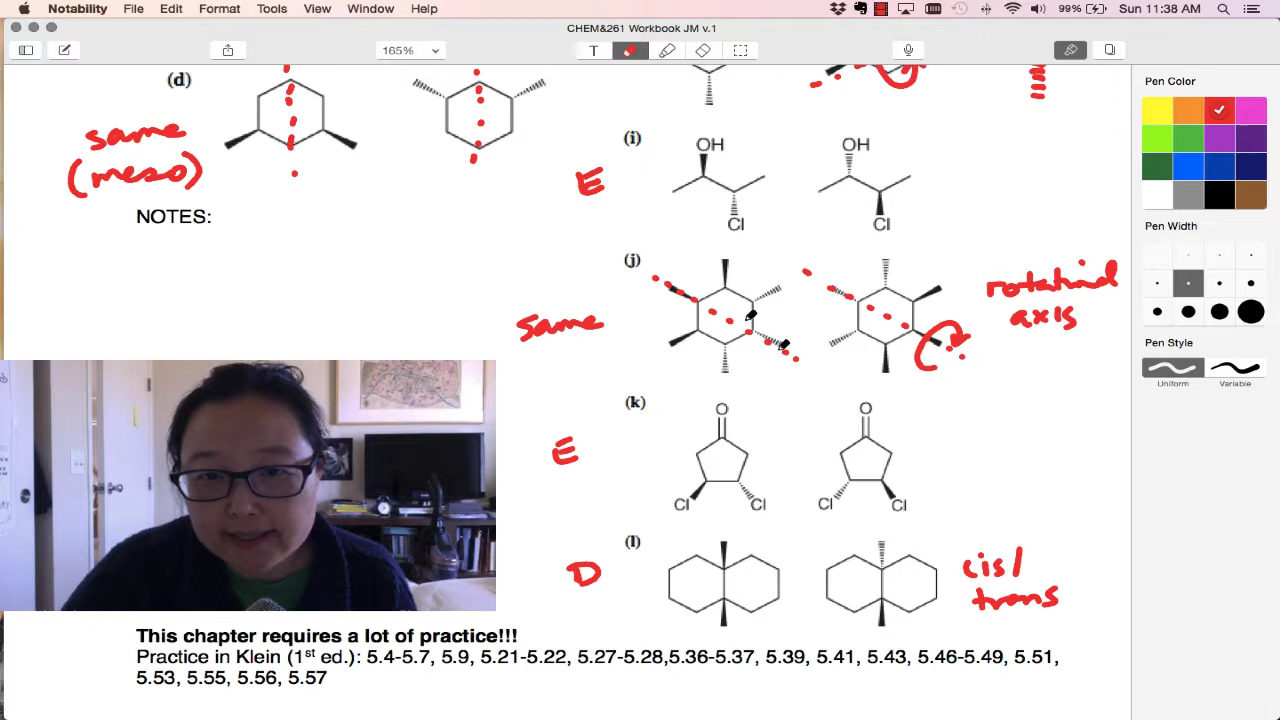 Notability File Edit Format Tools View Window Help 99% Sun 11:38 AM
CHEM&261 Workbook JM v.1
165% T
(d)
same
(meso)
NOTES:
(i)
E
OH
OH
Cl
Cl
(j)
same
rotational
axis
(k)
E
O
O
Cl
Cl
Cl
Cl
(l)
D
cis/
trans
This chapter requires a lot of practice!!!
Practice in Klein (1st ed.): 5.4-5.7, 5.9, 5.21-5.22, 5.27-5.28,5.36-5.37, 5.39, 5.41, 5.43, 5.46-5.49, 5.51,
5.53, 5.55, 5.56, 5.57
Pen Color
Pen Width
Pen Style
Uniform Variable